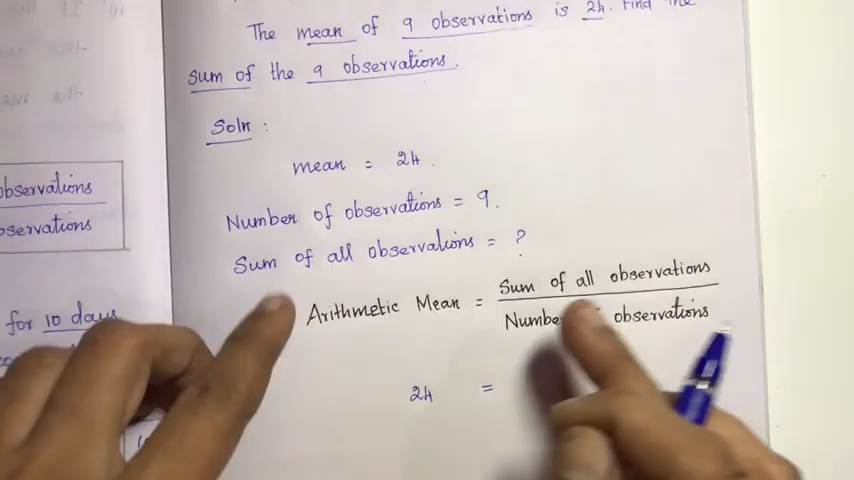 The mean of 9 observations is 24. Find the
Sum of the 9 observations.
Soln :
mean = 24.
Number of observations = 9.
Sum of all observations = ?
Arithmetic Mean = Sum of all observations
Number observations
24 =
observations
observations
for 10 days